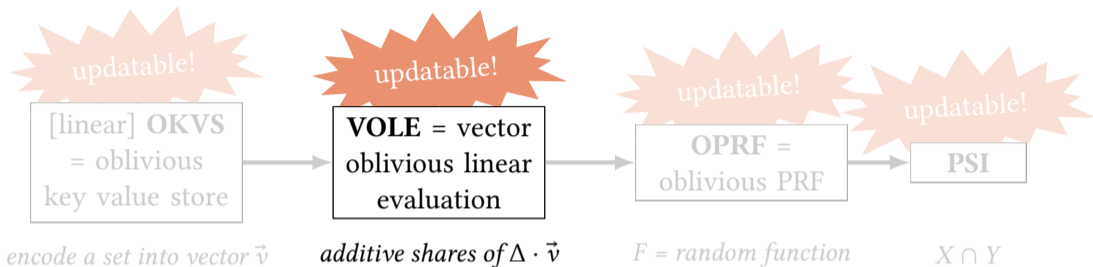 updatable!
[linear] OKVS
= oblivious
key value store
encode a set into vector v⃗
updatable!
VOLE = vector
oblivious linear
evaluation
additive shares of Δ · v⃗
updatable!
OPRF =
oblivious PRF
F = random function
updatable!
PSI
X ∩ Y